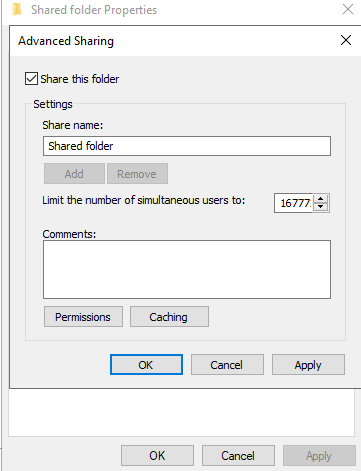 Shared folder Properties
Advanced Sharing
Share this folder
Settings
Share name:
Shared folder
Add Remove
Limit the number of simultaneous users to: 16777
Comments:
Permissions Caching
OK Cancel Apply
OK Cancel Apply